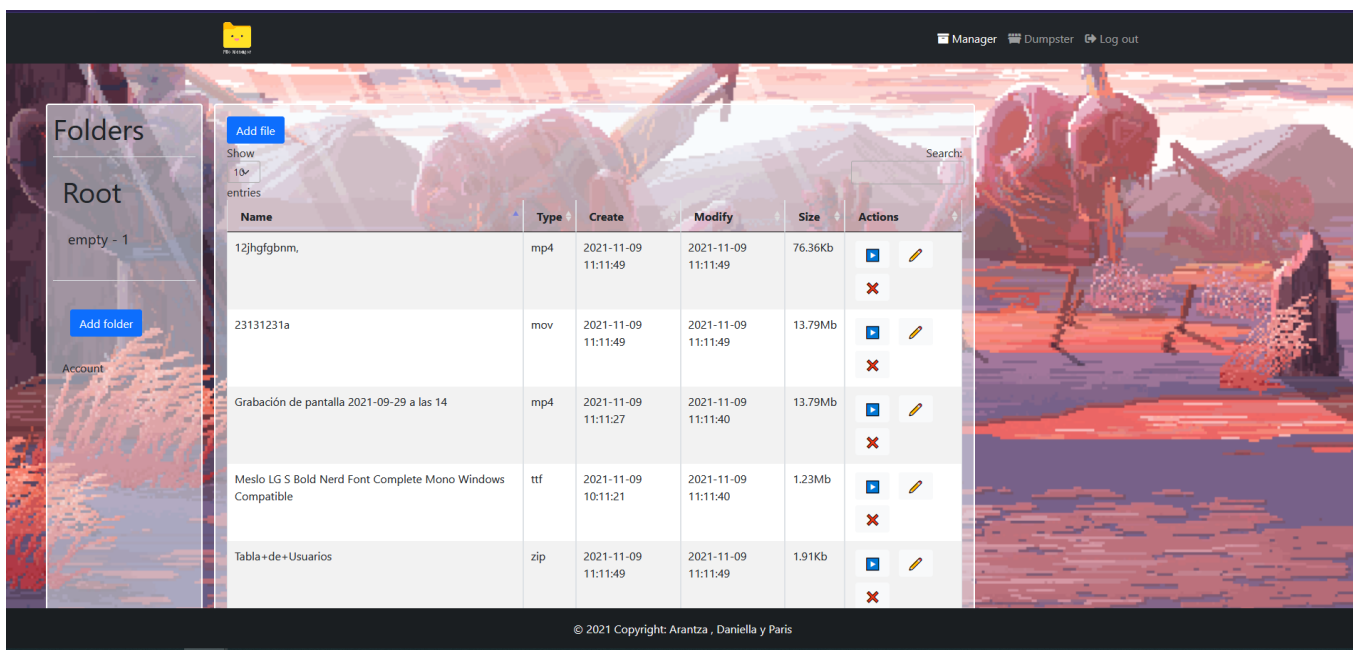 File Manager
Manager Dumpster Log out
Folders
Root
empty - 1
Add folder
Account
Add file
Show
10
entries
Search:
Name Type Create Modify Size Actions
12jhgfgbnm, mp4 2021-11-09 2021-11-09 76.36Kb
11:11:49 11:11:49
23131231a mov 2021-11-09 2021-11-09 13.79Mb
11:11:49 11:11:49
Grabación de pantalla 2021-09-29 a las 14 mp4 2021-11-09 2021-11-09 13.79Mb
11:11:27 11:11:40
Meslo LG S Bold Nerd Font Complete Mono Windows ttf 2021-11-09 2021-11-09 1.23Mb
Compatible 10:11:21 11:11:40
Tabla+de+Usuarios zip 2021-11-09 2021-11-09 1.91Kb
11:11:49 11:11:49
© 2021 Copyright: Arantza , Daniella y Paris